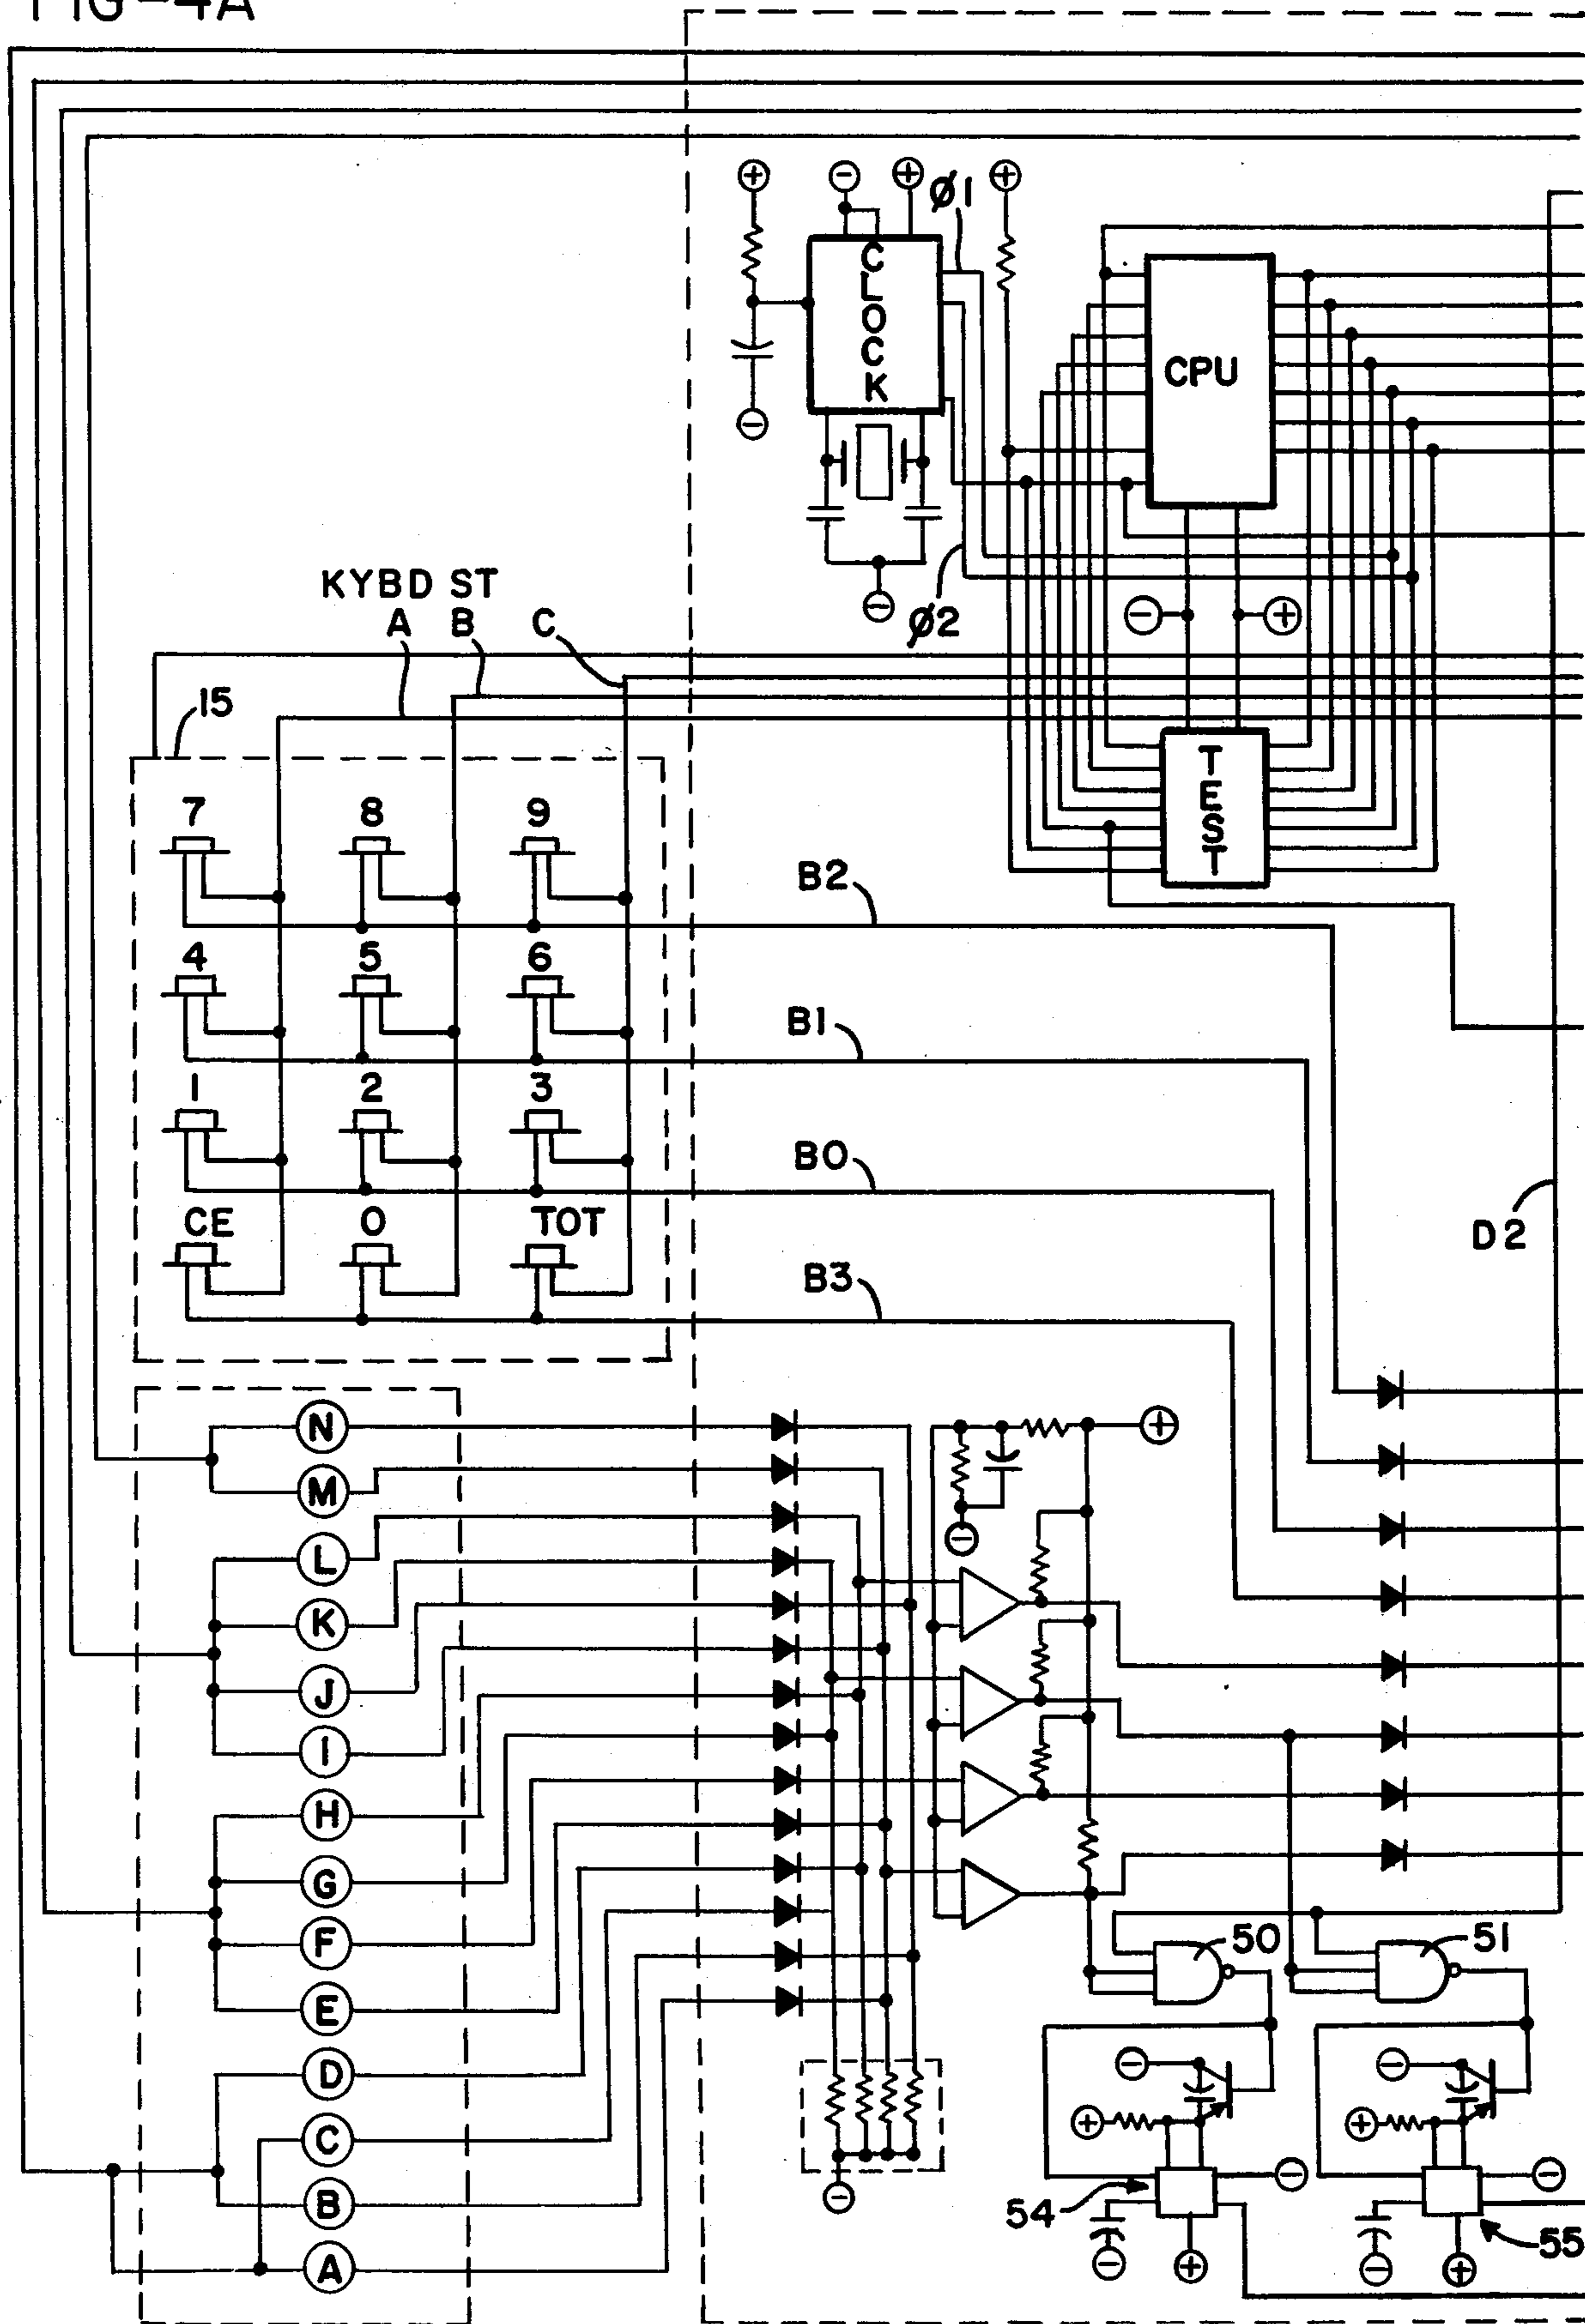 FIG-4A
Ø1
CLOCK
CPU
KYBD ST
A B C
Ø2
15
TEST
7 8 9
B2
4 5 6
B1
1 2 3
B0
CE 0 TOT
D2
B3
N
M
L
K
J
I
H
G
F
E
D
C
B
A
50
51
54
55